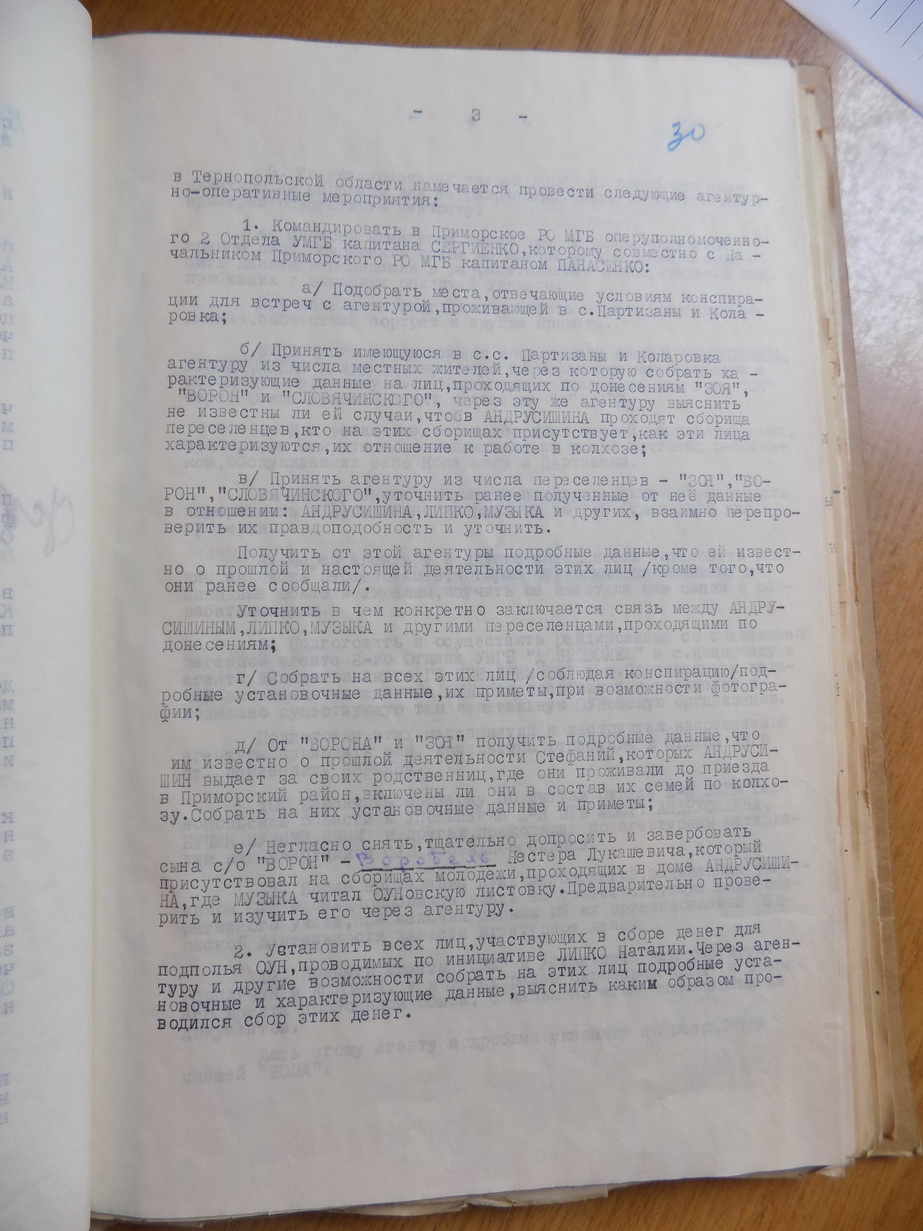 - 3 -
30
в Тернопольской области намечается провести следующие агентур-
но-оперативные мероприятия:
1. Командировать в Приморское РО МГБ оперуполномоченно-
го 2 Отдела УМГБ капитана СЕРГИЕНКО,которому совместно с На -
чальником Приморского РО МГБ капитаном ПАНАСЕНКО:
а/ Подобрать места,отвечающие условиям конспира-
ции для встреч с агентурой,проживающей в с.Партизаны и Кола -
ровка;
б/ Принять имеющуюся в с.с. Партизаны и Коларовка
агентуру из числа местных жителей,через которую собрать ха -
рактеризующие данные на лиц,проходящих по донесениям "ЗОЯ",
"ВОРОН" и "СЛОВЯЧИНСКОГО", через эту же агентуру выяснить
не известны ли ей случаи,чтоов АНДРУСИШИНА проходят сборища
переселенцев,кто на этих сборищах присутствует,как эти лица
характеризуются,их отношение к работе в колхозе;
в/ Принять агентуру из числа переселенцев - "ЗОЯ","ВО-
РОН","СЛОВЯЧИНСКОГО",уточнить ранее полученные от неё данные
в отношении: АНДРУСИШИНА,ЛИПКО,МУЗЫКА и других, взаимно перепро-
верить их правдоподобность и уточнить.
Получить от этой агентуры подробные данные,что ей извест-
но о прошлой и настоящей деятельности этих лиц /кроме того,что
они ранее сообщали/.
Уточнить в чем конкретно заключается связь между АНДРУ-
СИШИНЫМ,ЛИПКО,МУЗЫКА и другими переселенцами,проходящими по
донесениям;
г/ Собрать на всех этих лиц /соблюдая конспирацию/под-
робные установочные данные,их приметы,при возможности фотогра-
фии;
д/ От "ВОРОНА" и "ЗОЯ" получить подробные данные,что
им известно о прошлой деятельности Стефаний,которых АНДРУСИ-
ШИН выдает за своих родственниц,где они проживали до приезда
в Приморский район,включены ли они в состав их семей по колхо-
зу.Собрать на них установочные данные и приметы;
е/ Негласно снять,тщательно допросить и завербовать
сына с/о "ВОРОН" - Нестера Лукашевича,который
присутствовал на сборищах молодежи,проходящих в доме АНДРУСИШИ-
НА,где МУЗЫКА читал ОУНовскую листовку.Предварительно прове-
рить и изучить его через агентуру.
2. Установить всех лиц,участвующих в сборе денег для
подполья ОУН,проводимых по инициативе ЛИПКО Наталии.Через аген-
туру и другие возможности собрать на этих лиц подробные уста-
новочные и характеризующие данные,выяснить каким образом про-
водился сбор этих денег.